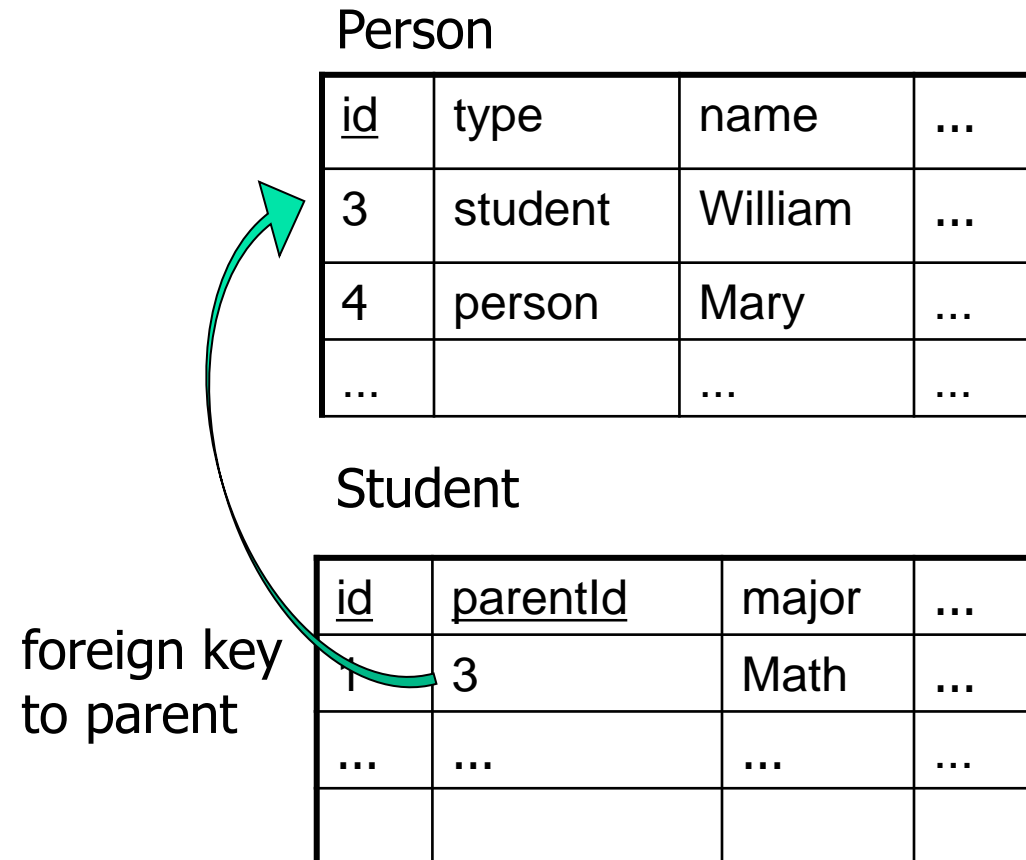 Person
id type name ...
3 student William ...
4 person Mary ...
... ... ...
Student
id parentId major ...
foreign key
to parent
1 3 Math ...
... ... ... ...